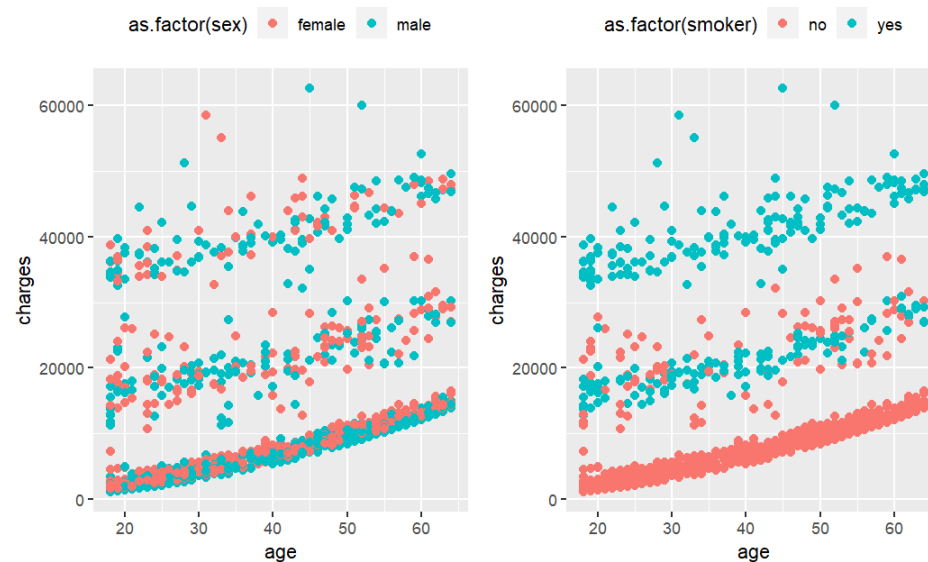 as.factor(sex) female male
60000
40000
20000
0
charges
20 30 40 50 60
age
as.factor(smoker) no yes
60000
40000
20000
0
charges
20 30 40 50 60
age